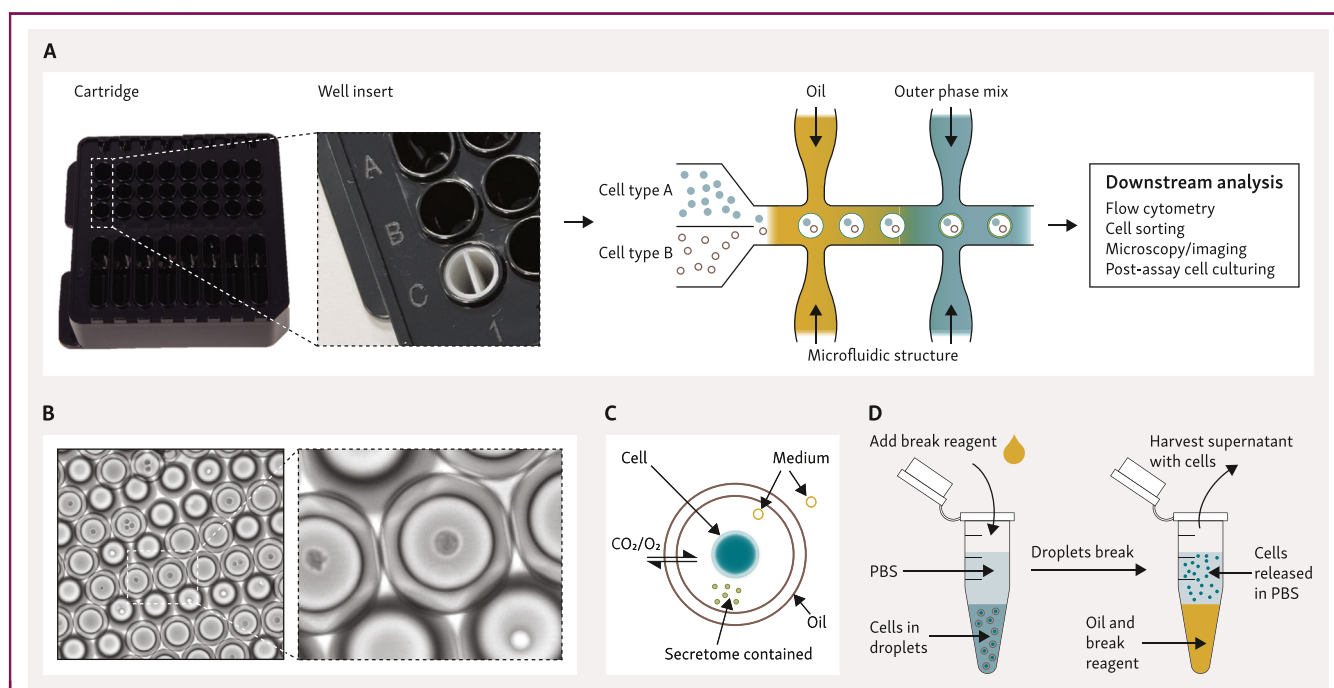 A
Cartridge
Well insert
A
B
C
1
Oil
Outer phase mix
Cell type A
Cell type B
Microfluidic structure
Downstream analysis
Flow cytometry
Cell sorting
Microscopy/imaging
Post-assay cell culturing
B
C
Cell
Medium
CO₂/O₂
Oil
Secretome contained
D
Add break reagent
PBS
Cells in
droplets
Droplets break
Harvest supernatant
with cells
Cells
released
in PBS
Oil and
break
reagent